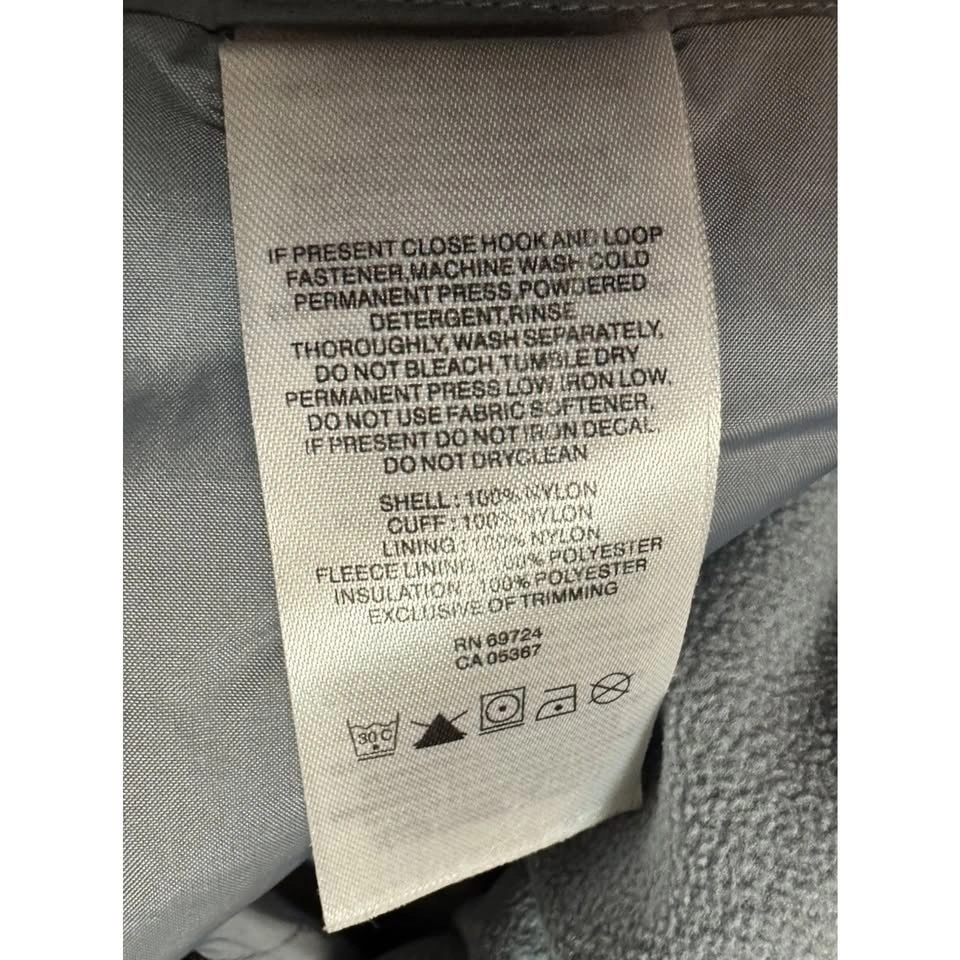 IF PRESENT CLOSE HOOK AND LOOP
FASTENER,MACHINE WASH COLD
PERMANENT PRESS,POWDERED
DETERGENT,RINSE
THOROUGHLY, WASH SEPARATELY,
DO NOT BLEACH, TUMBLE DRY
PERMANENT PRESS LOW, IRON LOW,
DO NOT USE FABRIC SOFTENER,
IF PRESENT DO NOT IRON DECAL.
DO NOT DRYCLEAN
SHELL : 100% NYLON
CUFF : 100% NYLON
LINING : 100% NYLON
FLEECE LINING : 100% POLYESTER
INSULATION : 100% POLYESTER
EXCLUSIVE OF TRIMMING
RN 69724
CA 05367
30 C